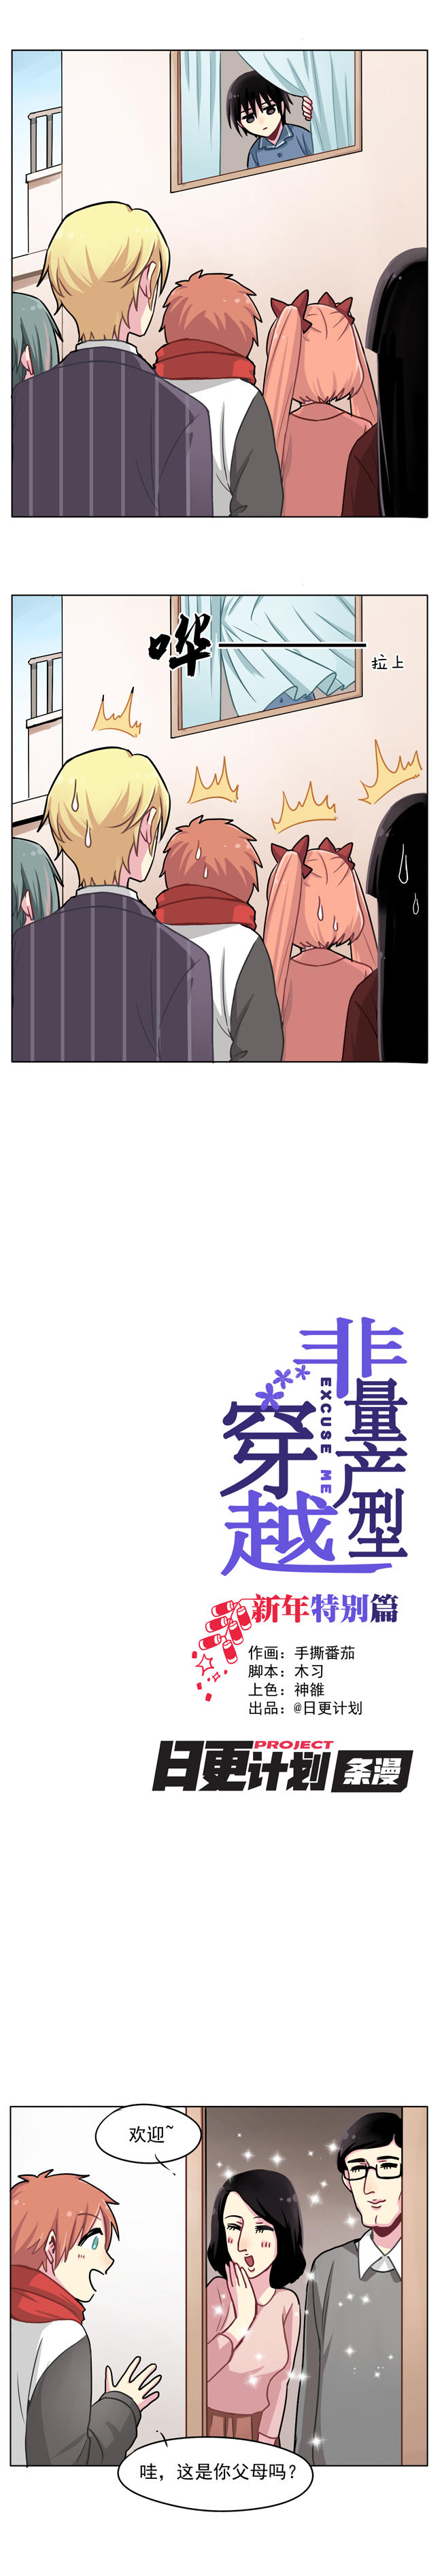 哗——
拉上
非量产型
EXCUSE ME
穿越
新年特别篇
作画：手撕番茄
脚本：木习
上色：神雒
出品：@日更计划
PROJECT
日更计划 条漫
欢迎~
哇，这是你父母吗？